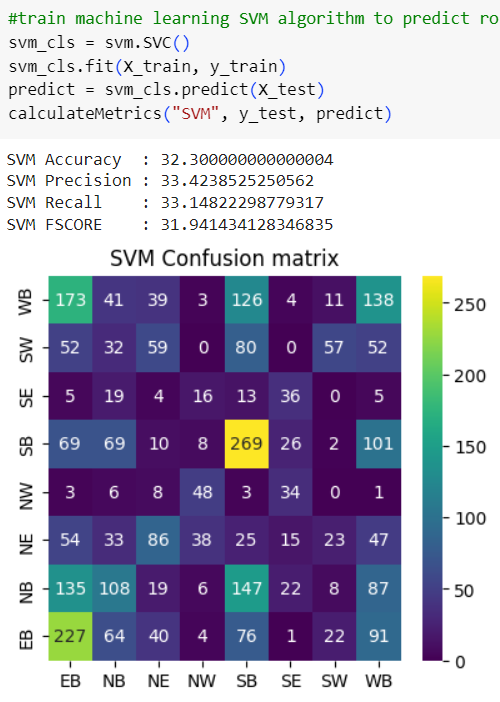 #train machine learning SVM algorithm to predict ro
svm_cls = svm.SVC()
svm_cls.fit(X_train, y_train)
predict = svm_cls.predict(X_test)
calculateMetrics("SVM", y_test, predict)
SVM Accuracy  : 32.300000000000004
SVM Precision : 33.4238525250562
SVM Recall    : 33.14822298779317
SVM FSCORE    : 31.941434128346835
SVM Confusion matrix
WB 173 41 39 3 126 4 11 138
SW 52 32 59 0 80 0 57 52
SE 5 19 4 16 13 36 0 5
SB 69 69 10 8 269 26 2 101
NW 3 6 8 48 3 34 0 1
NE 54 33 86 38 25 15 23 47
NB 135 108 19 6 147 22 8 87
EB 227 64 40 4 76 1 22 91
EB NB NE NW SB SE SW WB
250
200
150
100
50
0